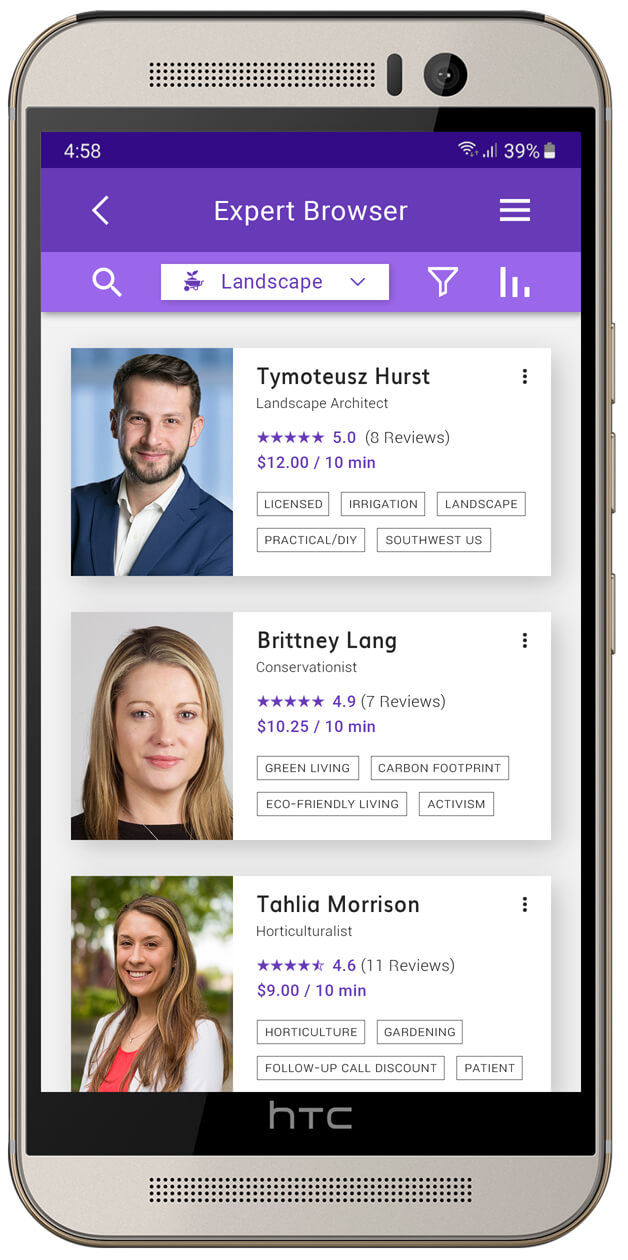 4:58 39%
Expert Browser
Landscape
Tymoteusz Hurst
Landscape Architect
★★★★★ 5.0 (8 Reviews)
$12.00 / 10 min
LICENSED IRRIGATION LANDSCAPE
PRACTICAL/DIY SOUTHWEST US
Brittney Lang
Conservationist
★★★★★ 4.9 (7 Reviews)
$10.25 / 10 min
GREEN LIVING CARBON FOOTPRINT
ECO-FRIENDLY LIVING ACTIVISM
Tahlia Morrison
Horticulturalist
4.6 (11 Reviews)
$9.00 / 10 min
HORTICULTURE GARDENING
FOLLOW-UP CALL DISCOUNT PATIENT
hTC